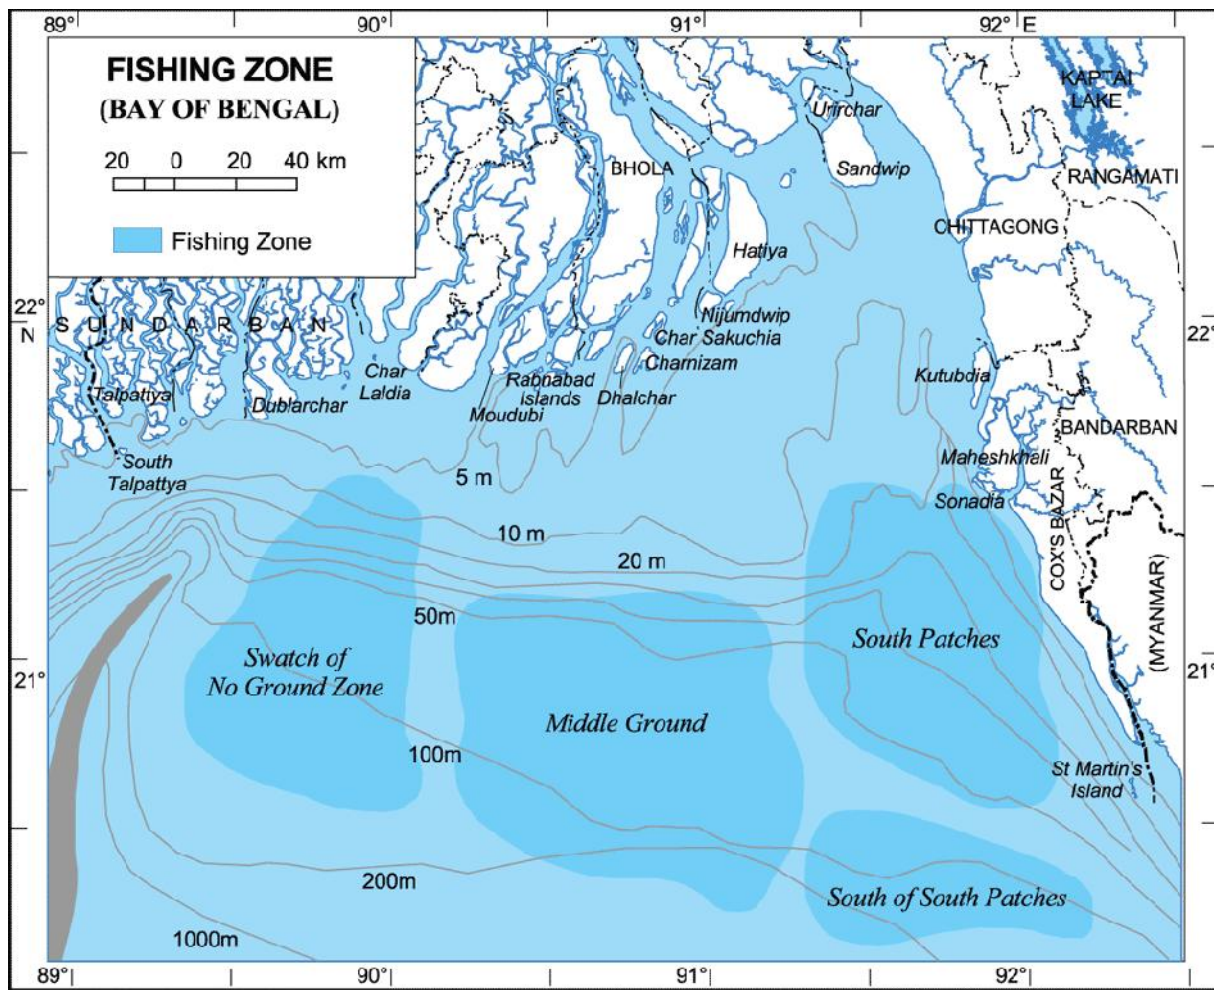 89°
90°
91°
92° E
FISHING ZONE
(BAY OF BENGAL)
20 0 20 40 km
Fishing Zone
KAPTAI
LAKE
Urirchar
BHOLA
Sandwip
RANGAMATI
CHITTAGONG
Hatiya
22°
N
22°
SUNDARBAN
Nijumdwip
Char Sakuchia
Charnizam
Char
Laldia
Rabnabad
islands
Dhalchar
Moudubi
Kutubdia
Talpatiya
Dublarchar
BANDARBAN
South
Talpattya
Maheshkhali
Sonadia
COX'S BAZAR
(MYANMAR)
5 m
10 m
20 m
50m
South Patches
Swatch of
No Ground Zone
21°
21°
Middle Ground
100m
St Martin's
Island
200m
South of South Patches
1000m
89°
90°
91°
92°